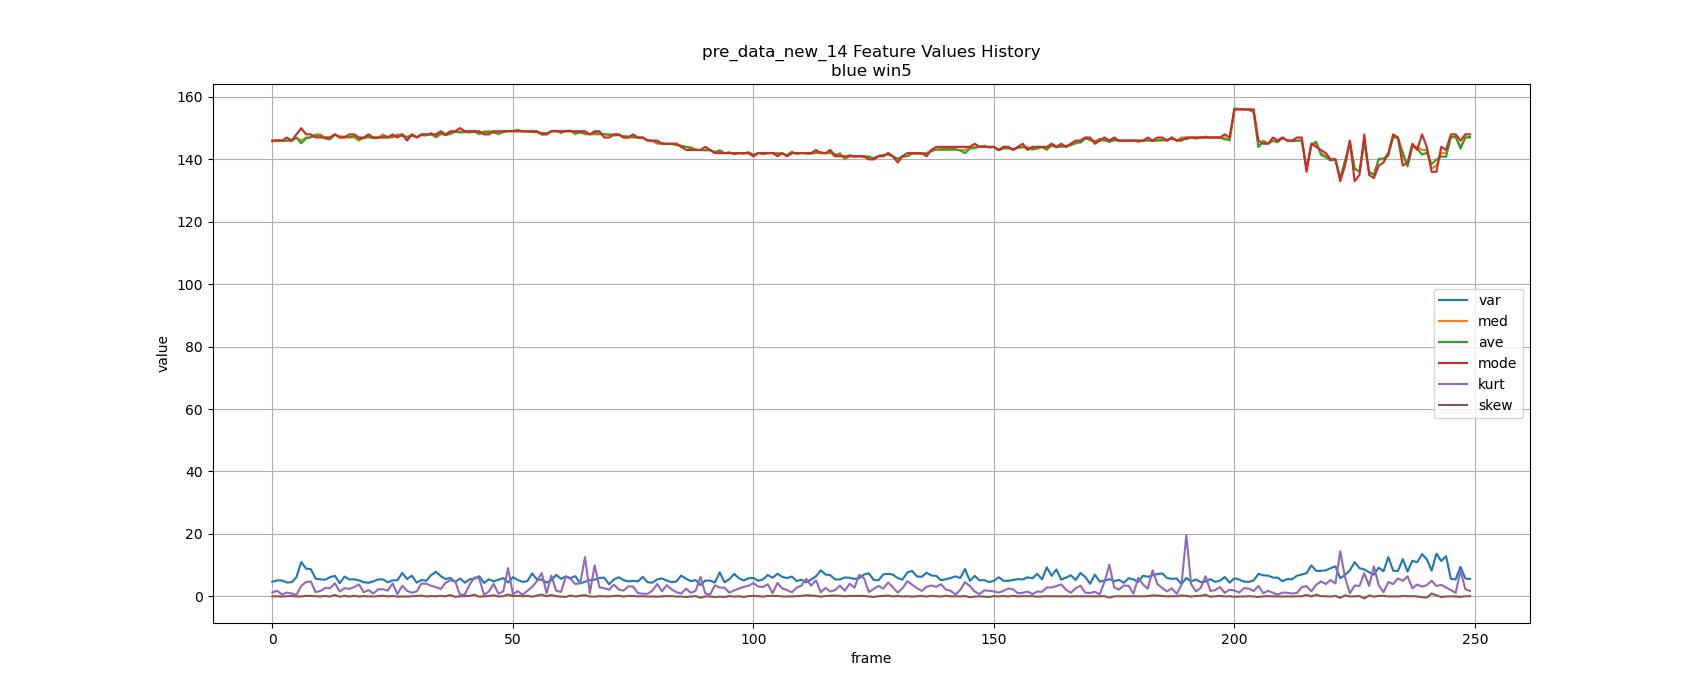 pre_data_new_14 Feature Values History
blue win5
160
140
120
100
80
60
40
20
0
value
var
med
ave
mode
kurt
skew
0
50
100
150
200
250
frame